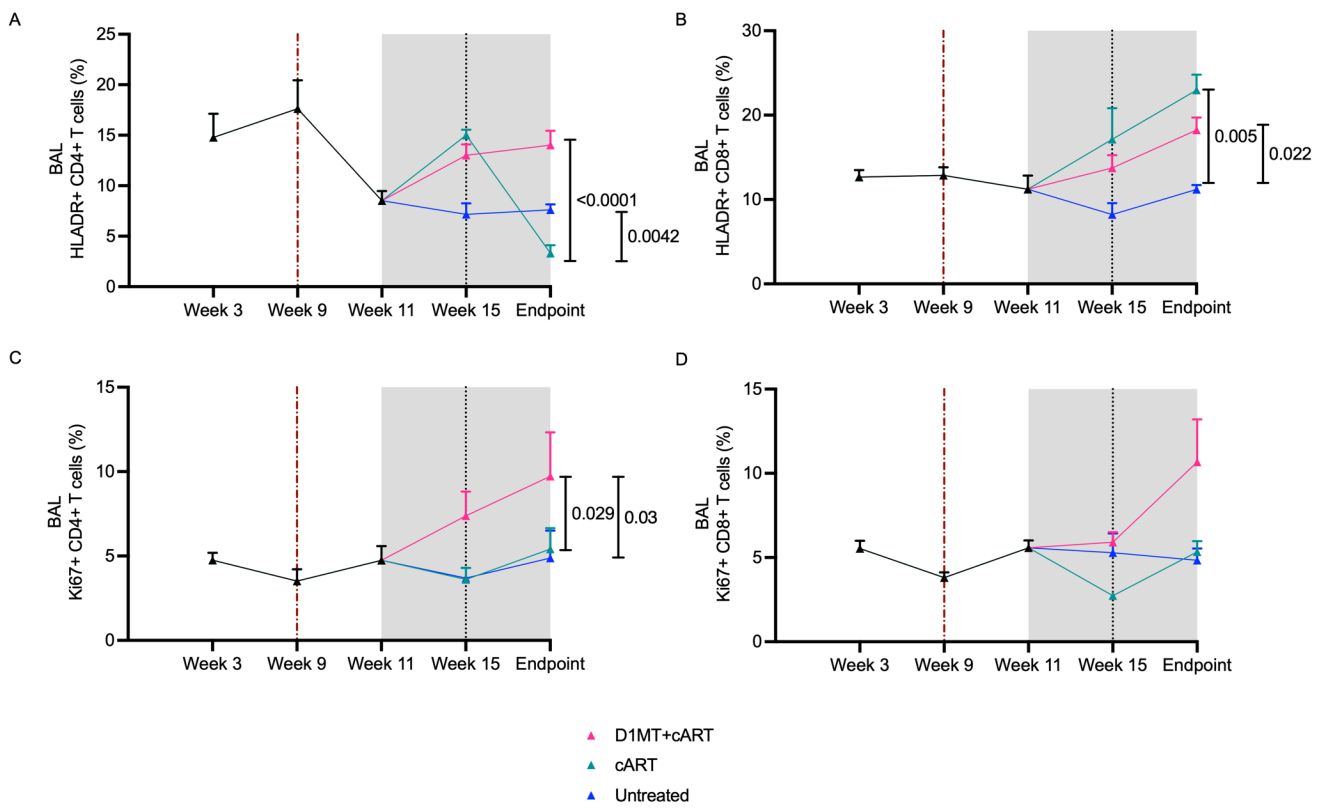 A
BAL
HLADR+ CD4+ T cells (%)
25
20
15
10
5
0
Week 3 Week 9 Week 11 Week 15 Endpoint
<0.0001
0.0042
B
BAL
HLADR+ CD8+ T cells (%)
30
20
10
0
Week 3 Week 9 Week 11 Week 15 Endpoint
0.005
0.022
C
BAL
Ki67+ CD4+ T cells (%)
15
10
5
0
Week 3 Week 9 Week 11 Week 15 Endpoint
0.029
0.03
D
BAL
Ki67+ CD8+ T cells (%)
15
10
5
0
Week 3 Week 9 Week 11 Week 15 Endpoint
D1MT+cART
cART
Untreated